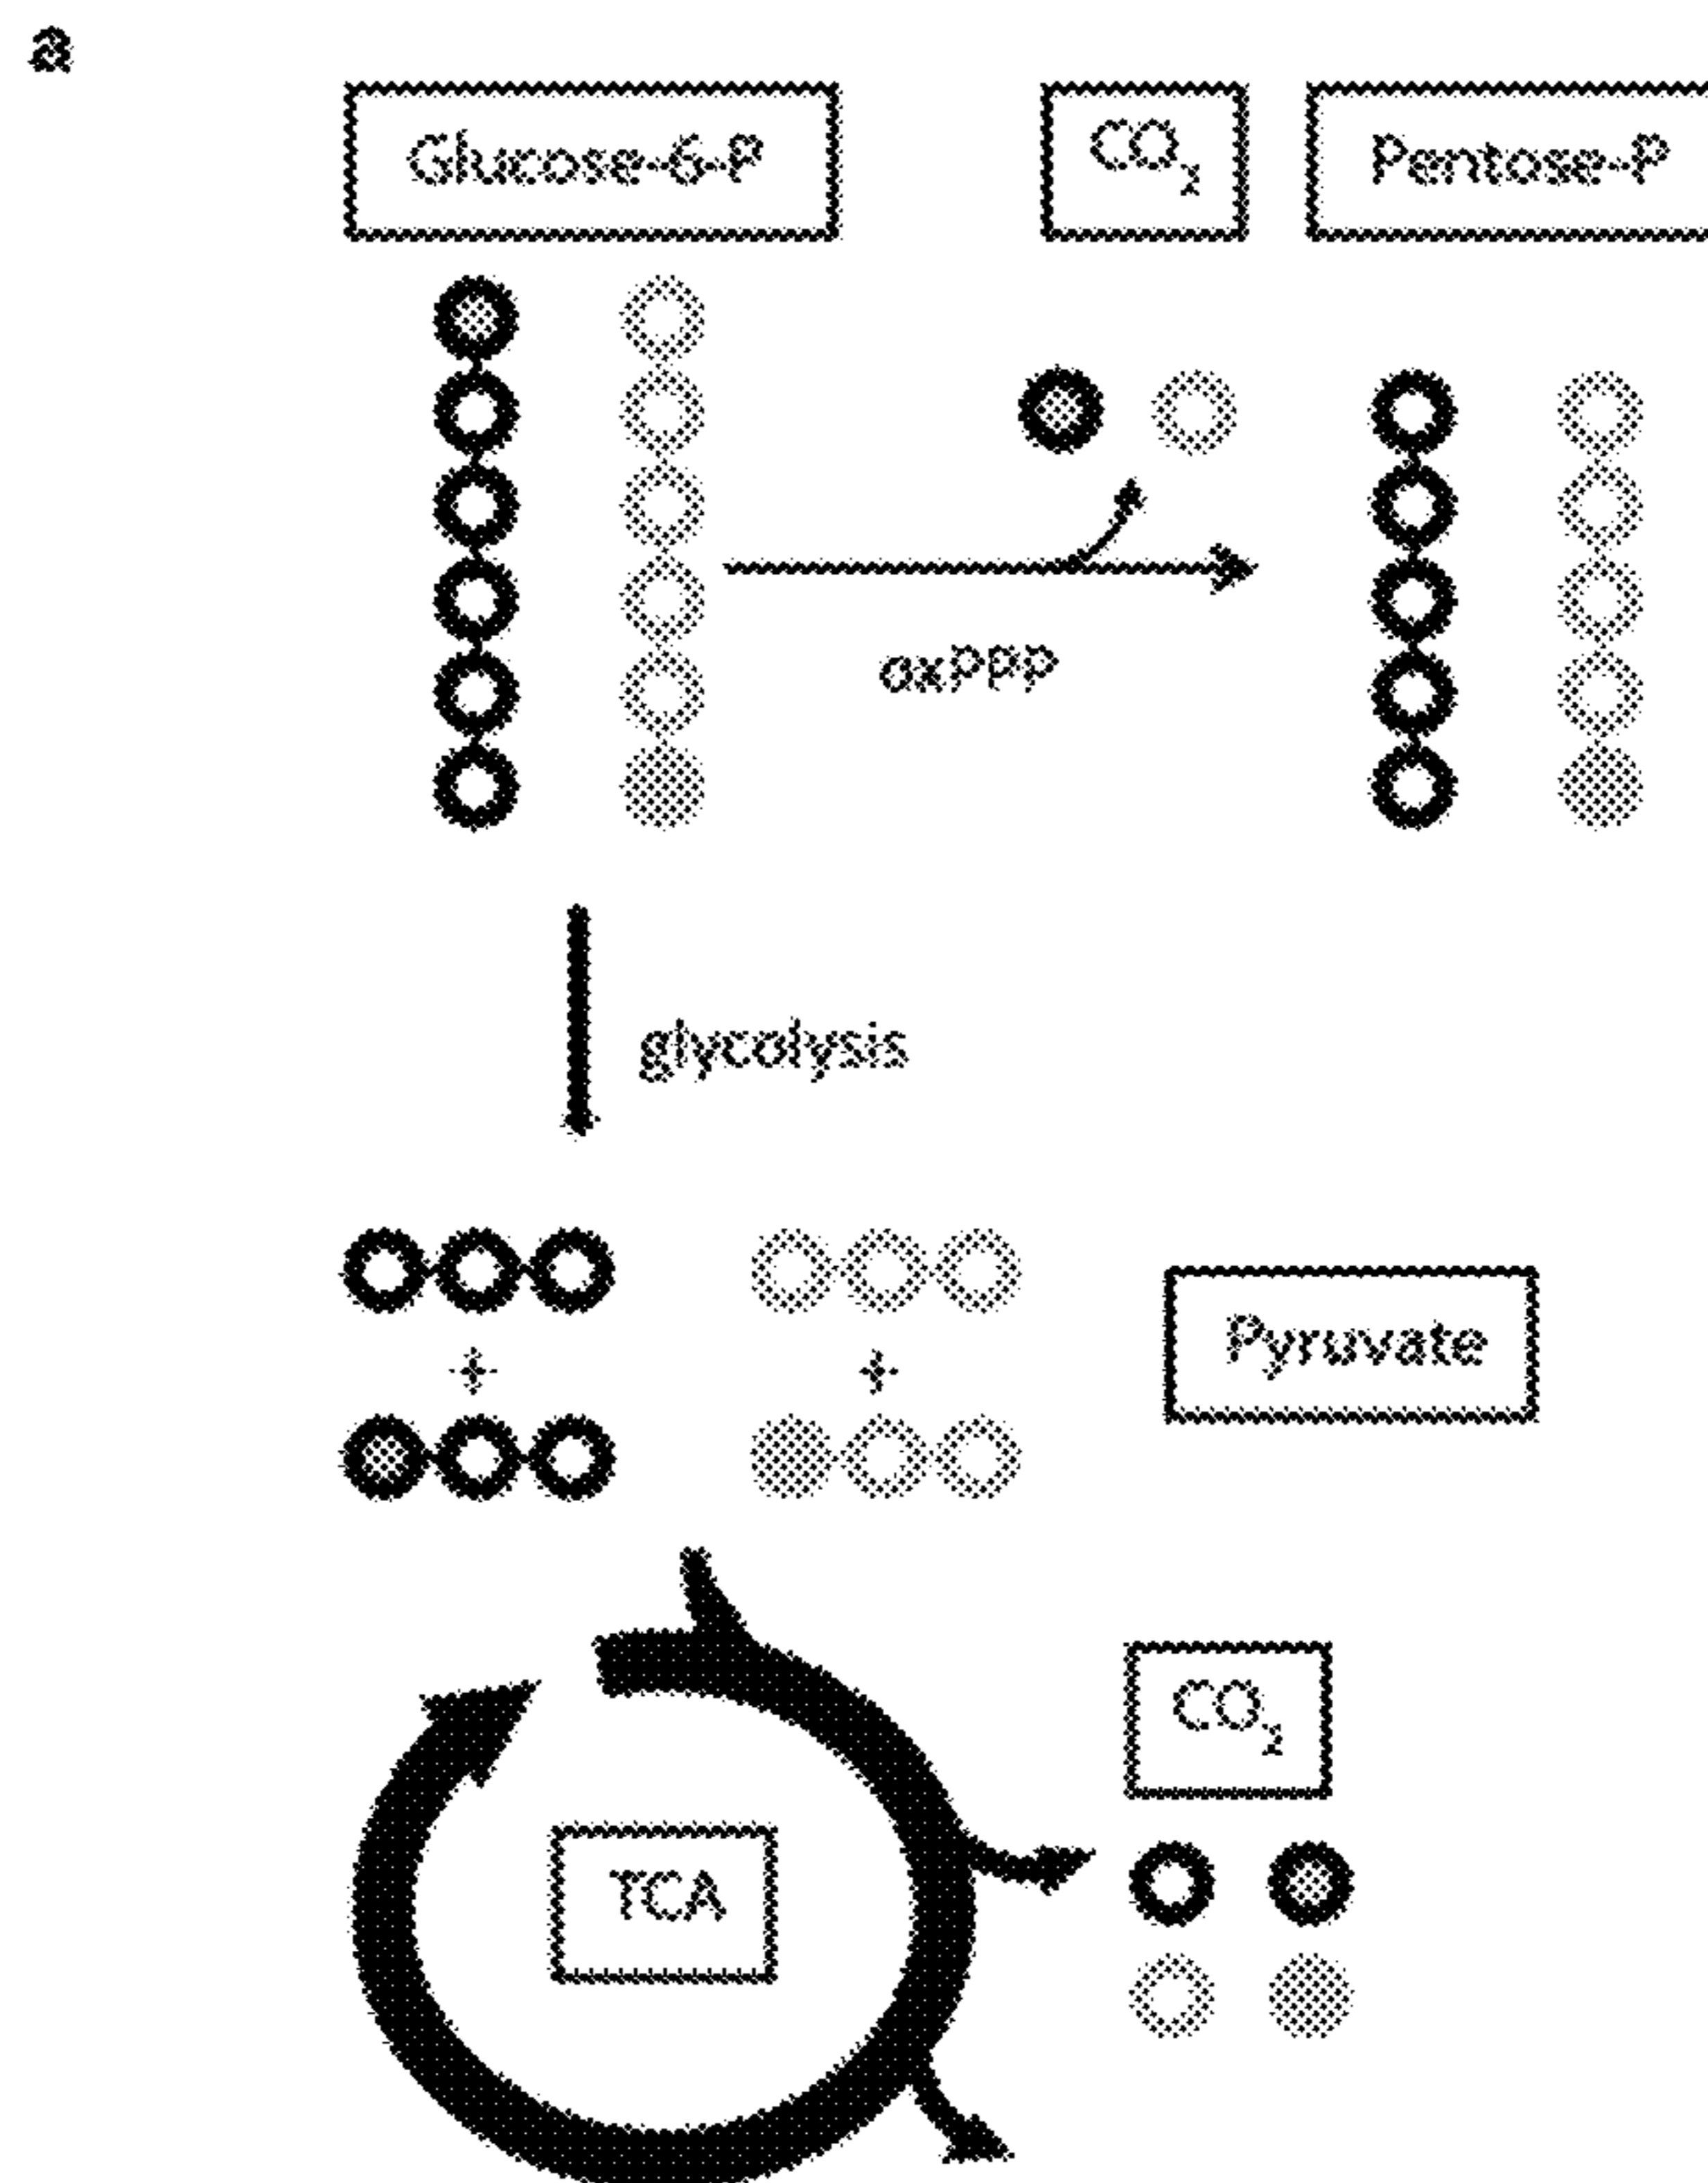 a
Glucose-6-P
CO2
Pentose-P
oxPPP
glycolysis
+
+
Pyruvate
CO2
TCA